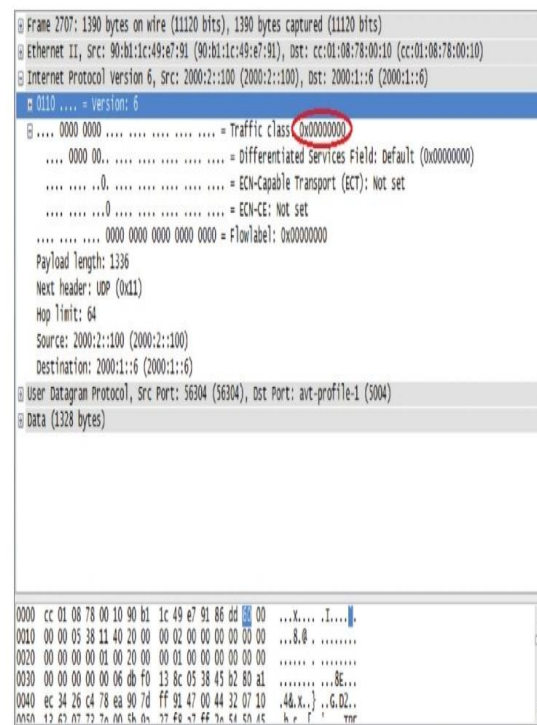 Frame 2707: 1390 bytes on wire (11120 bits), 1390 bytes captured (11120 bits)
Ethernet II, Src: 90:b1:1c:49:e7:91 (90:b1:1c:49:e7:91), Dst: cc:01:08:78:00:10 (cc:01:08:78:00:10)
Internet Protocol Version 6, Src: 2000:2::100 (2000:2::100), Dst: 2000:1::6 (2000:1::6)
0110 .... = Version: 6
.... 0000 0000 .... .... .... .... .... = Traffic class: 0x00000000
.... 0000 00.. .... .... .... .... .... = Differentiated Services Field: Default (0x00000000)
.... .... ..0. .... .... .... .... .... = ECN-Capable Transport (ECT): Not set
.... .... ...0 .... .... .... .... .... = ECN-CE: Not set
.... .... .... 0000 0000 0000 0000 0000 = Flowlabel: 0x00000000
Payload length: 1336
Next header: UDP (0x11)
Hop limit: 64
Source: 2000:2::100 (2000:2::100)
Destination: 2000:1::6 (2000:1::6)
User Datagram Protocol, Src Port: 56304 (56304), Dst Port: avt-profile-1 (5004)
Data (1328 bytes)
0000 cc 01 08 78 00 10 90 b1 1c 49 e7 91 86 dd 60 00 ...x.... .I....`.
0010 00 00 05 38 11 40 20 00 00 02 00 00 00 00 00 00 ...8.@ . ........
0020 00 00 00 00 01 00 20 00 00 01 00 00 00 00 00 00 ...... . ........
0030 00 00 00 00 00 06 db f0 13 8c 05 38 45 b2 80 a1 ........ ...8E...
0040 ec 34 26 c4 78 ea 90 7d ff 91 47 00 44 32 07 10 .4&.x..} ..G.D2..